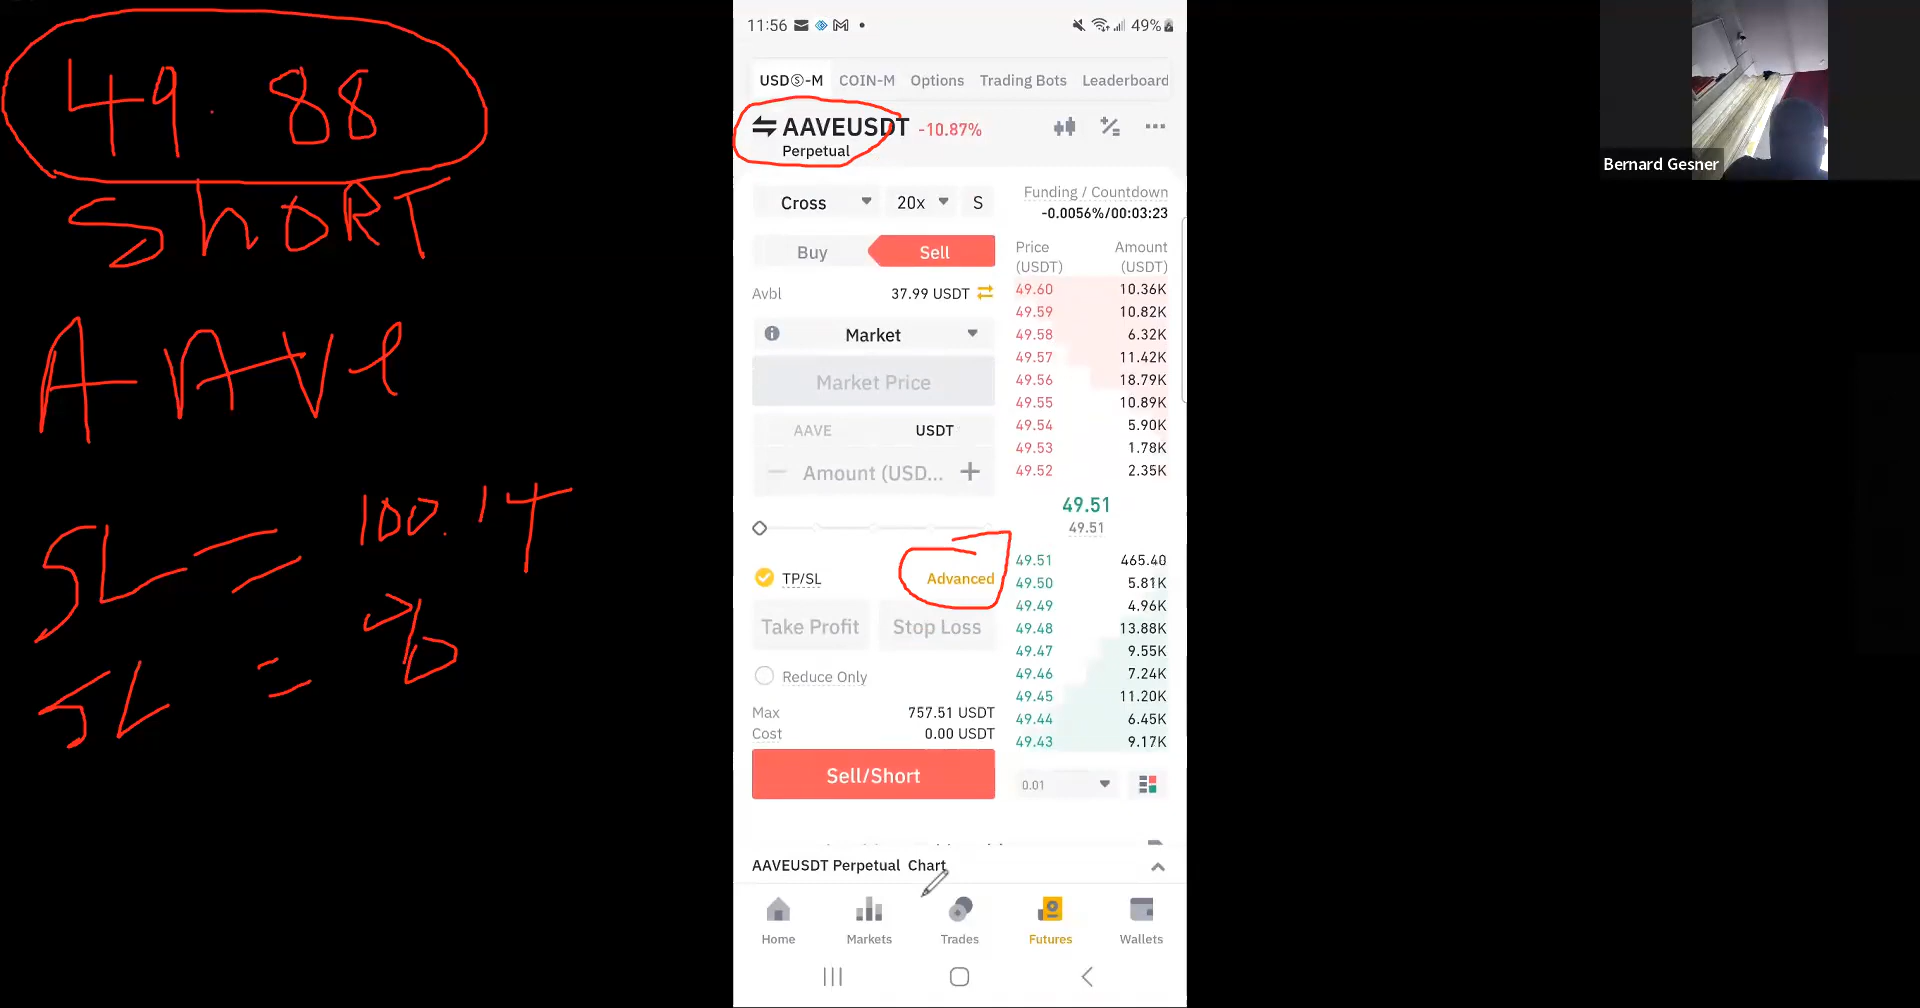 49.88
SHORT
AAVE
SL = 100.1T
%
SL =
11:56
49%
USDⓈ-M COIN-M Options Trading Bots Leaderboard
AAVEUSDT -10.87%
Perpetual
Cross 20x S
Buy Sell
Avbl 37.99 USDT
Market
Market Price
AAVE USDT
Amount (USD...
TP/SL Advanced
Take Profit Stop Loss
Reduce Only
Max 757.51 USDT
Cost 0.00 USDT
Sell/Short
Funding / Countdown
-0.0056%/00:03:23
Price Amount
(USDT) (USDT)
49.60 10.36K
49.59 10.82K
49.58 6.32K
49.57 11.42K
49.56 18.79K
49.55 10.89K
49.54 5.90K
49.53 1.78K
49.52 2.35K
49.51
49.51
49.51 465.40
49.50 5.81K
49.49 4.96K
49.48 13.88K
49.47 9.55K
49.46 7.24K
49.45 11.20K
49.44 6.45K
49.43 9.17K
0.01
AAVEUSDT Perpetual Chart
Home Markets Trades Futures Wallets
Bernard Gesner